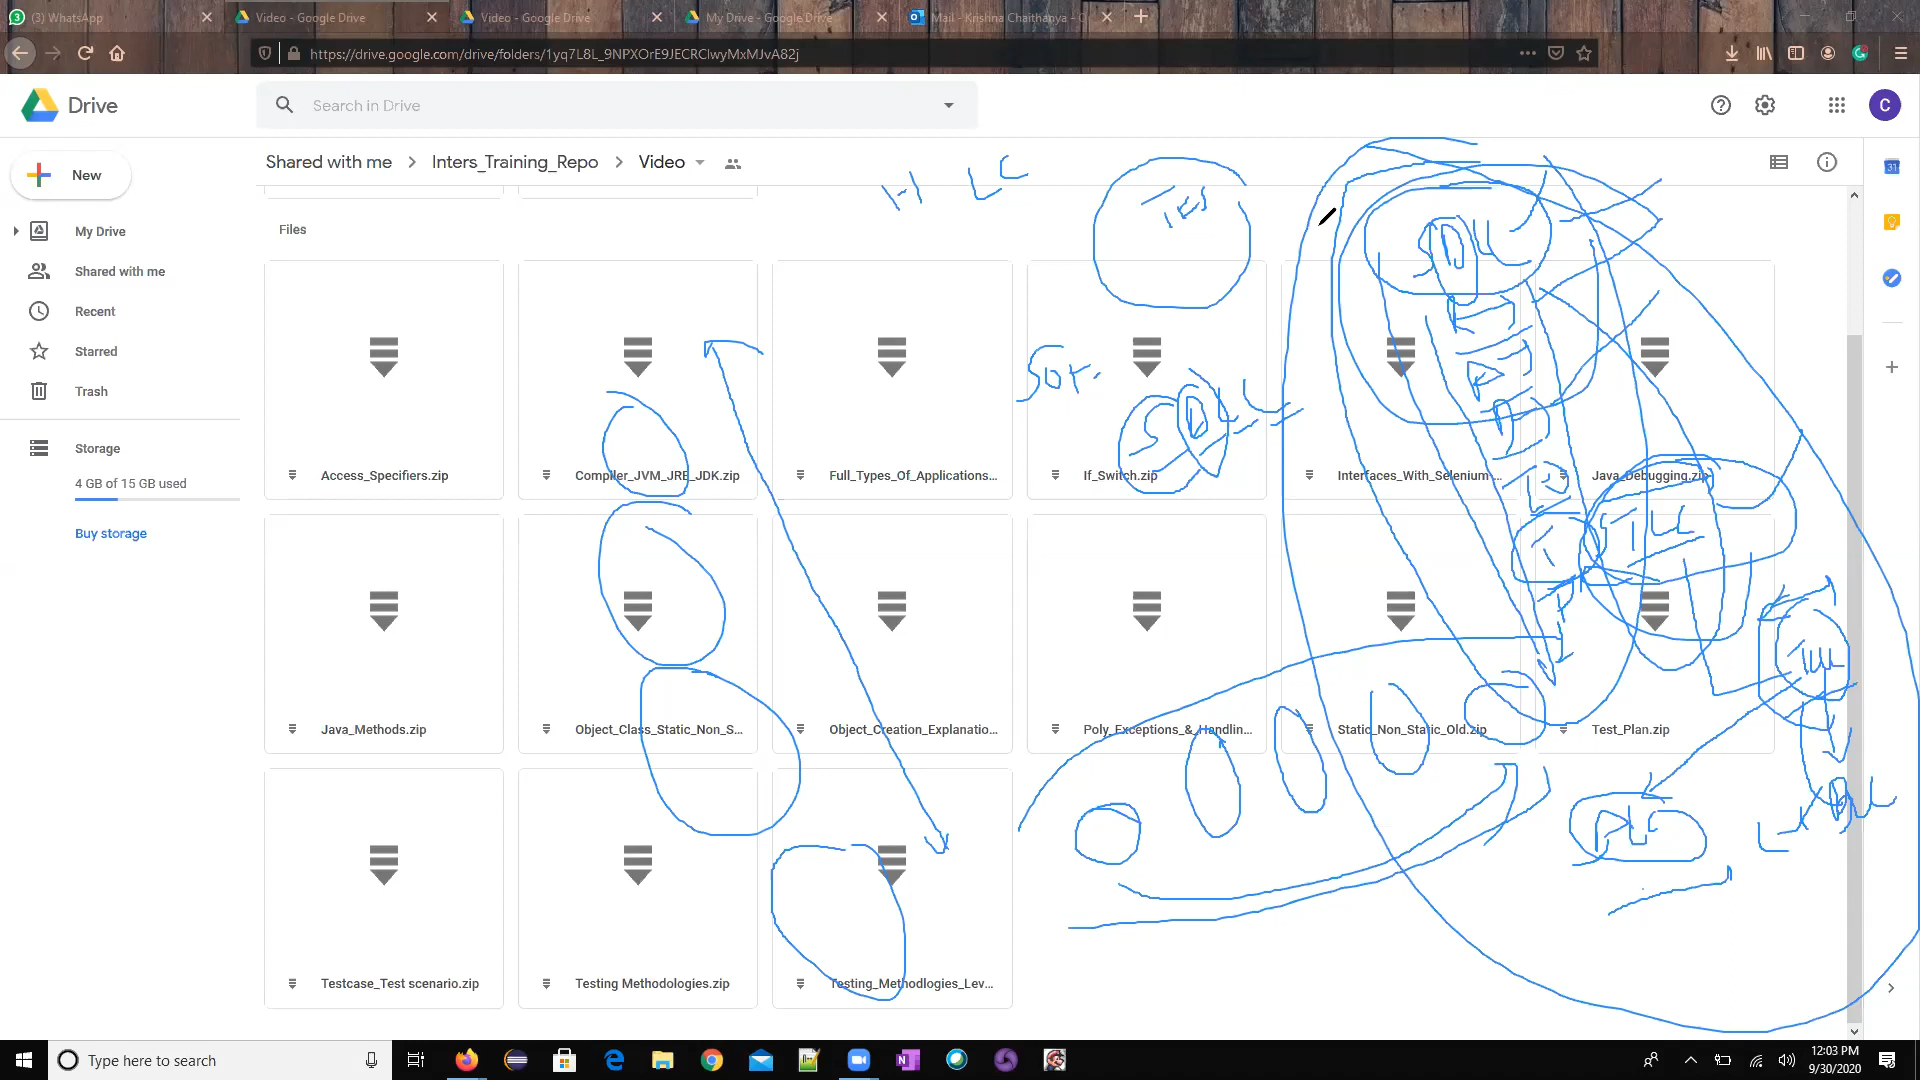 (3) WhatsApp
Video - Google Drive
Video - Google Drive
My Drive - Google Drive
Mail - Krishna Chaithanya - O
https://drive.google.com/drive/folders/1yq7L8L_9NPXOrE9JECRClwyMxMJvA82j
Drive
Search in Drive
C
New
Shared with me > Inters_Training_Repo > Video
31
My Drive
Shared with me
Recent
Starred
Trash
Storage
4 GB of 15 GB used
Buy storage
Files
H LC
SDLC
STLC
Access_Specifiers.zip
Compiler_JVM_JRE_JDK.zip
Full_Types_Of_Applications...
If_Switch.zip
Interfaces_With_Selenium-...
Java_Debugging.zip
Java_Methods.zip
Object_Class_Static_Non_S...
Object_Creation_Explanatio...
Poly_Exceptions_&_Handlin...
Static_Non_Static_Old.zip
Test_Plan.zip
Testcase_Test scenario.zip
Testing Methodologies.zip
Testing_Methodlogies_Lev...
Type here to search
12:03 PM
9/30/2020